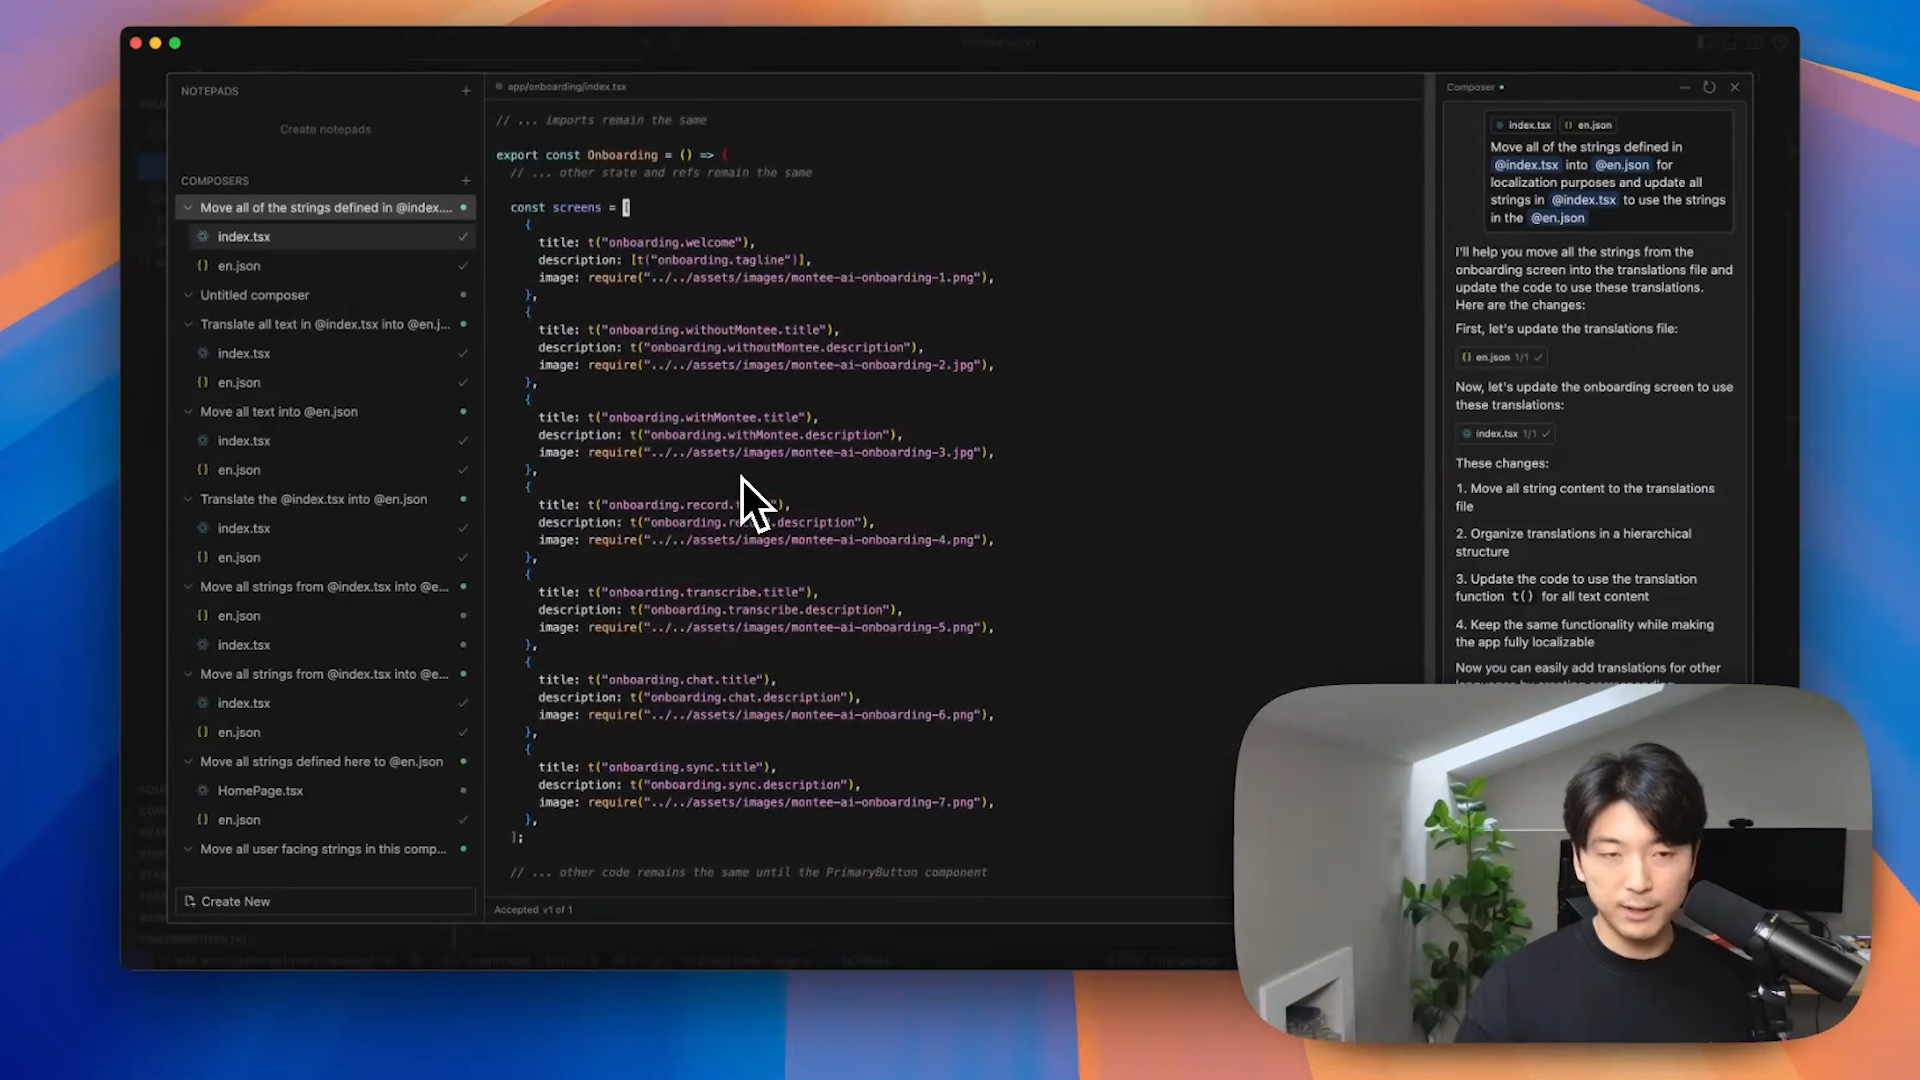 NOTEPADS
Create notepads
COMPOSERS
Move all of the strings defined in @index....
index.tsx
en.json
Untitled composer
Translate all text in @index.tsx into @en.j...
index.tsx
en.json
Move all text into @en.json
index.tsx
en.json
Translate the @index.tsx into @en.json
index.tsx
en.json
Move all strings from @index.tsx into @e...
en.json
index.tsx
Move all strings from @index.tsx into @e...
index.tsx
en.json
Move all strings defined here to @en.json
HomePage.tsx
en.json
Move all user facing strings in this comp...
Create New
app/onboarding/index.tsx
// ... imports remain the same
export const Onboarding = () => {
// ... other state and refs remain the same
const screens = [
{
title: t("onboarding.welcome"),
description: [t("onboarding.tagline")],
image: require("../../assets/images/montee-ai-onboarding-1.png"),
},
{
title: t("onboarding.withoutMontee.title"),
description: t("onboarding.withoutMontee.description"),
image: require("../../assets/images/montee-ai-onboarding-2.jpg"),
},
{
title: t("onboarding.withMontee.title"),
description: t("onboarding.withMontee.description"),
image: require("../../assets/images/montee-ai-onboarding-3.jpg"),
},
{
title: t("onboarding.record.t"),
description: t("onboarding.rec.description"),
image: require("../../assets/images/montee-ai-onboarding-4.png"),
},
{
title: t("onboarding.transcribe.title"),
description: t("onboarding.transcribe.description"),
image: require("../../assets/images/montee-ai-onboarding-5.png"),
},
{
title: t("onboarding.chat.title"),
description: t("onboarding.chat.description"),
image: require("../../assets/images/montee-ai-onboarding-6.png"),
},
{
title: t("onboarding.sync.title"),
description: t("onboarding.sync.description"),
image: require("../../assets/images/montee-ai-onboarding-7.png"),
},
];
// ... other code remains the same until the PrimaryButton component
Accepted v1 of 1
Composer
index.tsx {} en.json
Move all of the strings defined in
@index.tsx into @en.json for
localization purposes and update all
strings in @index.tsx to use the strings
in the @en.json
I'll help you move all the strings from the
onboarding screen into the translations file and
update the code to use these translations.
Here are the changes:
First, let's update the translations file:
{} en.json 1/1
Now, let's update the onboarding screen to use
these translations:
index.tsx 1/1
These changes:
1. Move all string content to the translations
file
2. Organize translations in a hierarchical
structure
3. Update the code to use the translation
function t() for all text content
4. Keep the same functionality while making
the app fully localizable
Now you can easily add translations for other